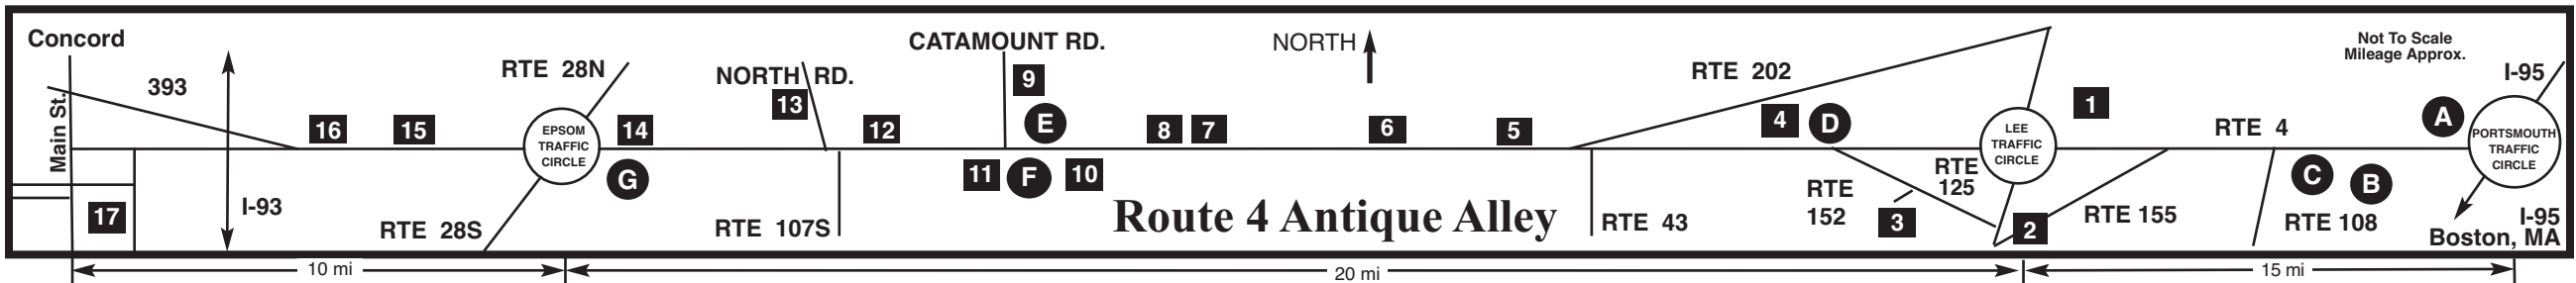 Concord
393
Main St.
17
I-93
16
15
RTE 28N
EPSOM
TRAFFIC
CIRCLE
RTE 28S
14
G
NORTH RD.
13
RTE 107S
12
CATAMOUNT RD.
9
E
11
F
10
8
7
NORTH
6
5
Route 4 Antique Alley
RTE 43
RTE 202
4
D
RTE
152
3
RTE
125
LEE
TRAFFIC
CIRCLE
2
1
RTE 155
RTE 4
RTE 108
C
B
A
Not To Scale
Mileage Approx.
I-95
PORTSMOUTH
TRAFFIC
CIRCLE
I-95
Boston, MA
10 mi
20 mi
15 mi